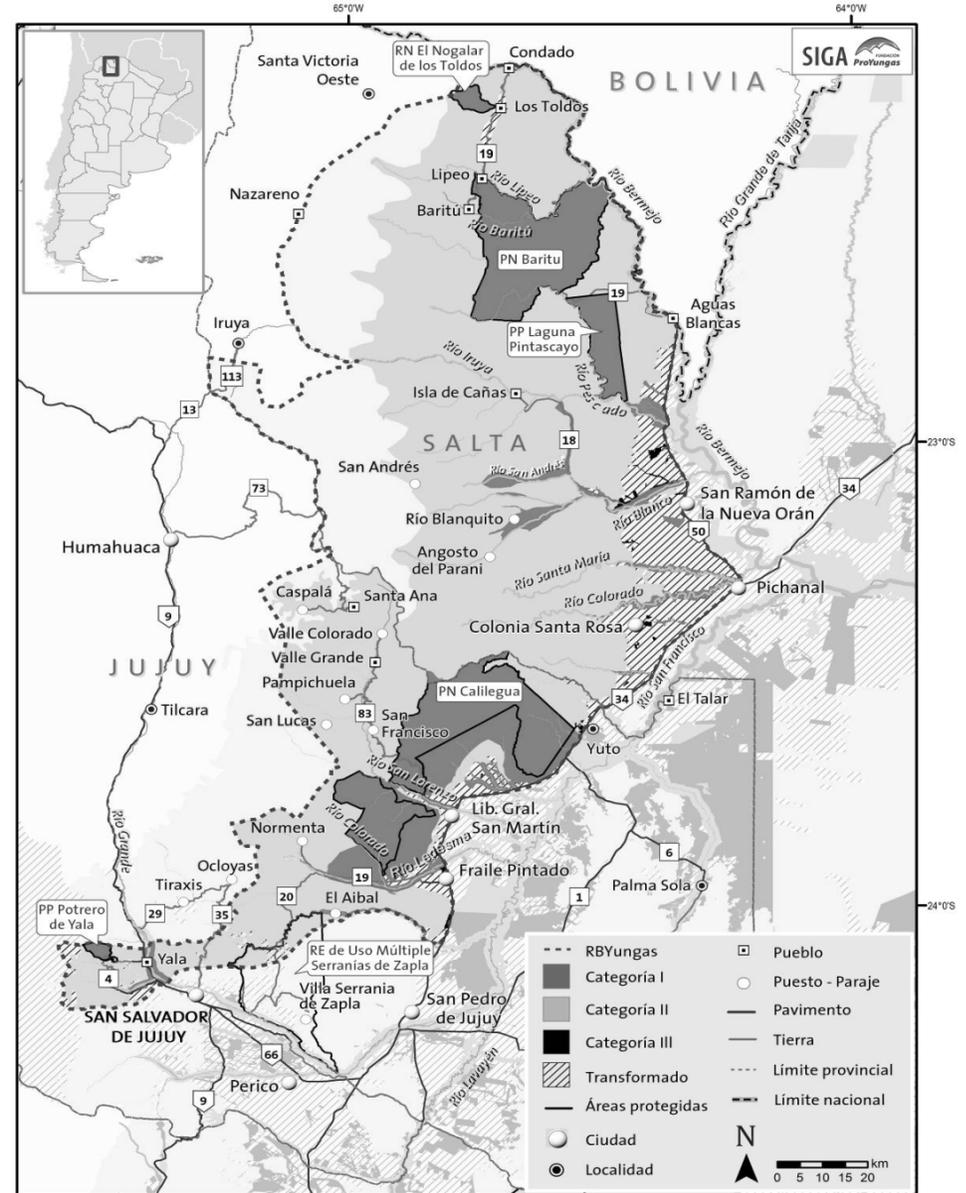 65°0'W
64°0'W
SIGA
FUNDACIÓN
ProYungas
RN El Nogalar
de los Toldos
Condado
Santa Victoria
Oeste
BOLIVIA
Los Toldos
19
Lipeo
Río Lipeo
Río Bermejo
Río Grande de Tarija
Nazareno
Baritú
Río Baritú
PN Baritu
19
Aguas
Blancas
Iruya
PP Laguna
Pintascayo
Río Iruya
113
Río Pescado
Isla de Cañas
13
18
SALTA
Río Bermejo
23°0'S
San Andrés
Río San Andrés
73
34
San Ramón de
la Nueva Orán
Río Blanquito
Río Blanco
50
Humahuaca
Angosto
del Parani
Río Santa María
Pichanal
Caspalá
Santa Ana
Río Colorado
9
Valle Colorado
Colonia Santa Rosa
Valle Grande
JUJUY
Río San Francisco
Pampichuela
PN Calilegua
34
El Talar
Tilcara
San Lucas
83
San
Francisco
Yuto
Río San Lorenzo
Río Grande
Río Colorado
Lib. Gral.
San Martín
Normenta
Río Ledesma
6
Ocloyas
Fraile Pintado
19
Tiraxis
20
El Aibal
1
Palma Sola
24°0'S
PP Potrero
de Yala
29
35
RE de Uso Múltiple
Serranías de Zapla
Yala
4
Villa Serrania
de Zapla
San Pedro
de Jujuy
SAN SALVADOR
DE JUJUY
66
Río Lavayén
Perico
9
RBYungas
Categoría I
Categoría II
Categoría III
Transformado
Áreas protegidas
Ciudad
Localidad
Pueblo
Puesto - Paraje
Pavimento
Tierra
Límite provincial
Límite nacional
N
km
0 5 10 15 20